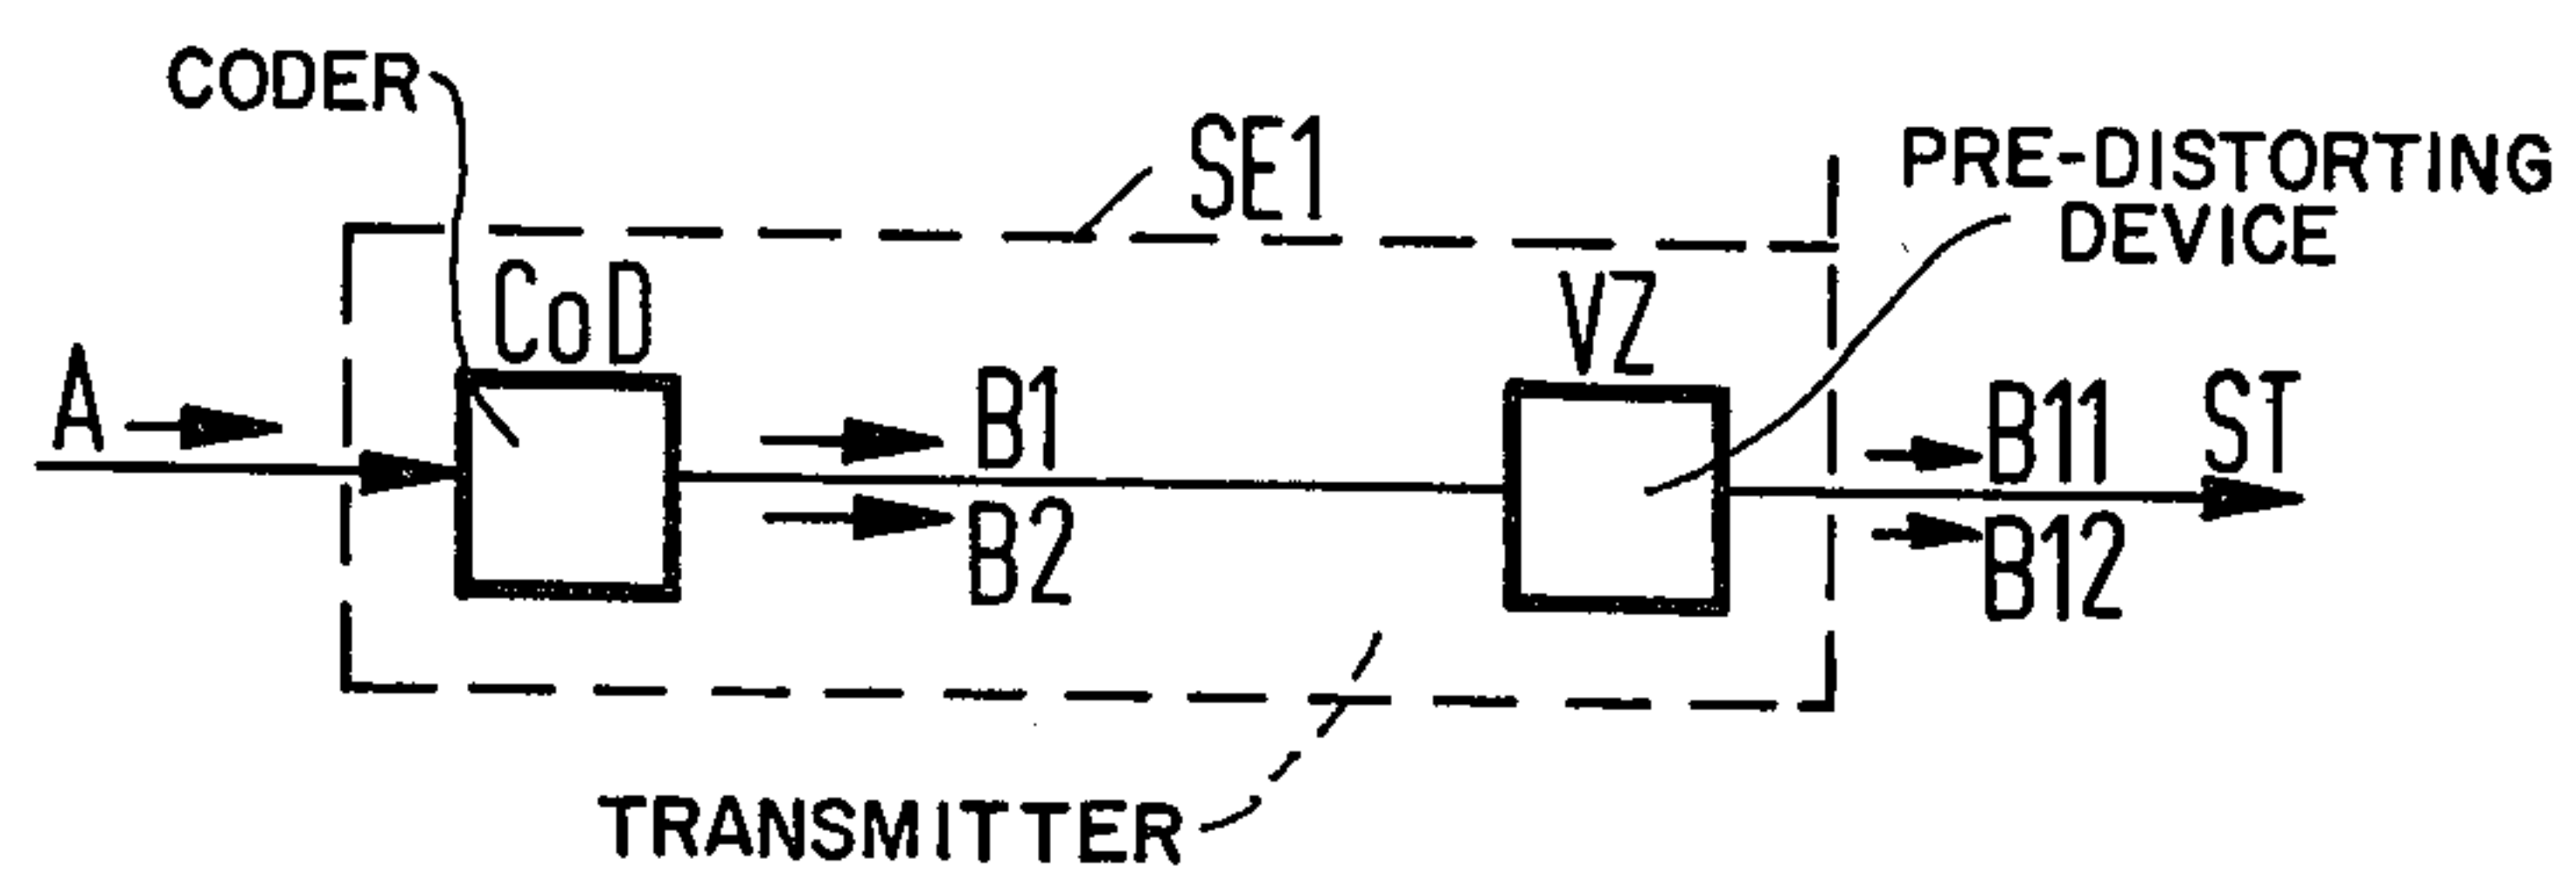 CODER
SE1
PRE-DISTORTING
DEVICE
CoD
VZ
A
B1
B11
ST
B2
B12
TRANSMITTER